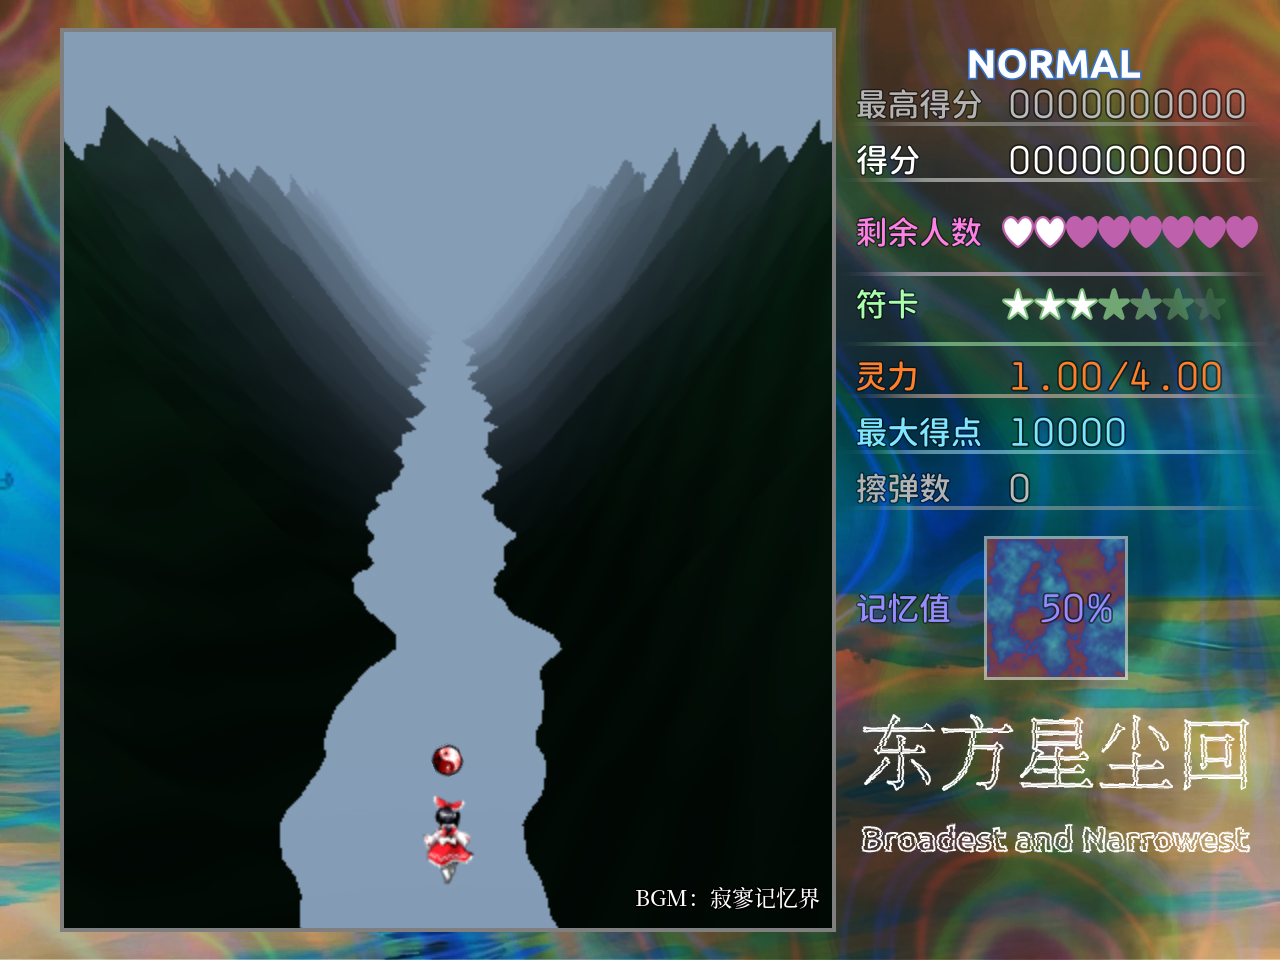 NORMAL
最高得分 0000000000
得分 0000000000
剩余人数
符卡
灵力 1.00/4.00
最大得点 10000
擦弹数 0
记忆值 50%
东方星尘回
Broadest and Narrowest
BGM：寂寥记忆界